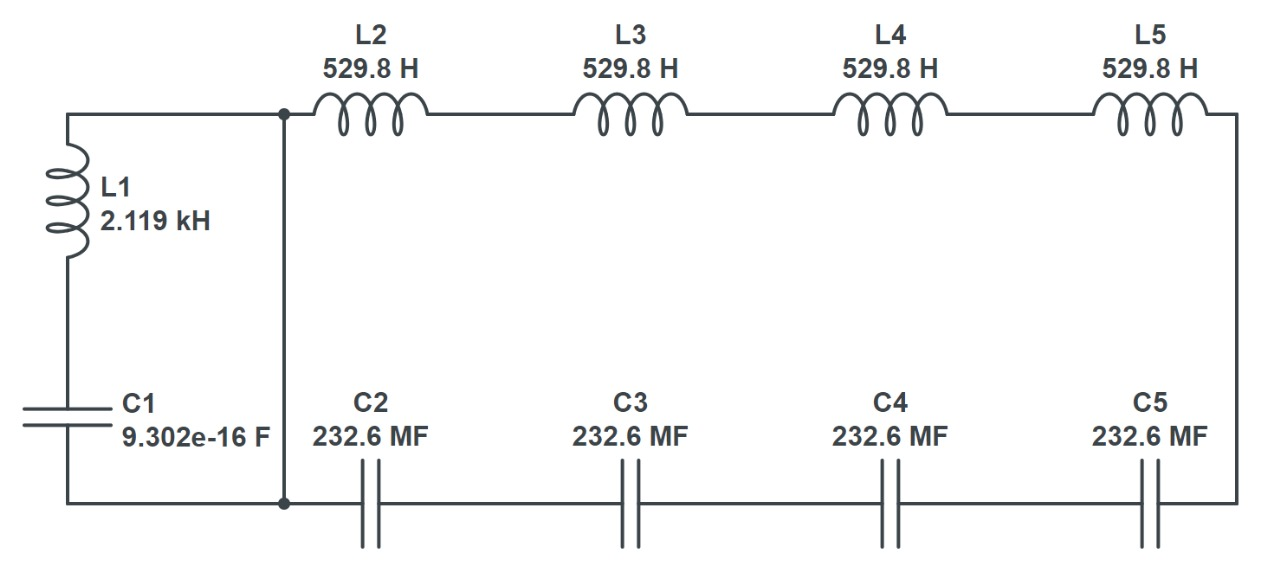 L2
529.8 H
L3
529.8 H
L4
529.8 H
L5
529.8 H
L1
2.119 kH
C1
9.302e-16 F
C2
232.6 MF
C3
232.6 MF
C4
232.6 MF
C5
232.6 MF